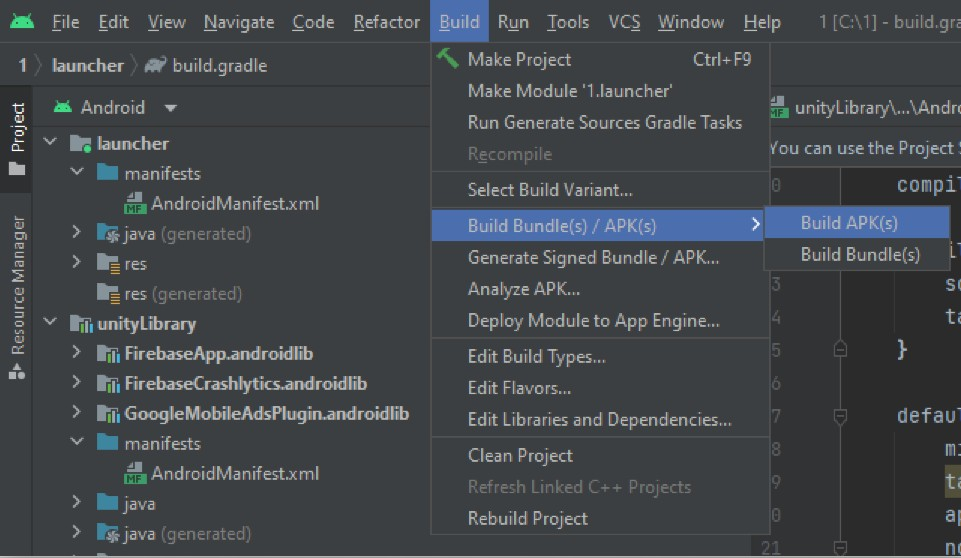 File Edit View Navigate Code Refactor Build Run Tools VCS Window Help 1 [C:\1] - build.gra
1 launcher build.gradle
Project
Resource Manager
Android
launcher
manifests
AndroidManifest.xml
java (generated)
res
res (generated)
unityLibrary
FirebaseApp.androidlib
FirebaseCrashlytics.androidlib
GoogleMobileAdsPlugin.androidlib
manifests
AndroidManifest.xml
java
java (generated)
Make Project Ctrl+F9
Make Module '1.launcher'
Run Generate Sources Gradle Tasks
Recompile
Select Build Variant...
Build Bundle(s) / APK(s)
Generate Signed Bundle / APK...
Analyze APK...
Deploy Module to App Engine...
Edit Build Types...
Edit Flavors...
Edit Libraries and Dependencies...
Clean Project
Refresh Linked C++ Projects
Rebuild Project
Build APK(s)
Build Bundle(s)
unityLibrary\...\Andro
You can use the Project S
0 compil
3 so
4 ta
5 }
6
7 defaul
8 mi
9 ta
0 ap
21